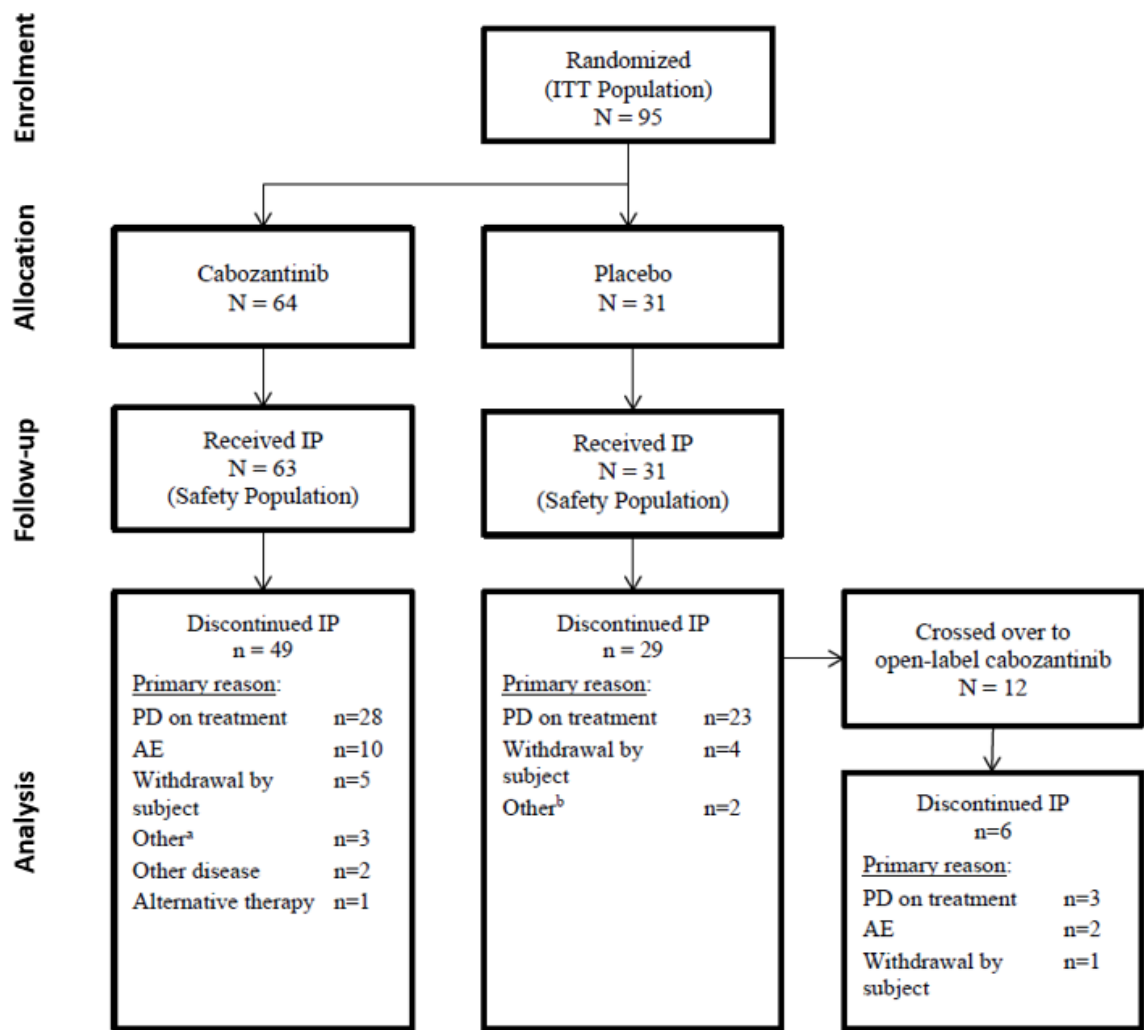 Enrolment
Randomized
(ITT Population)
N = 95
Allocation
Cabozantinib
N = 64
Placebo
N = 31
Follow-up
Received IP
N = 63
(Safety Population)
Received IP
N = 31
(Safety Population)
Analysis
Discontinued IP
n = 49
Primary reason:
PD on treatment n=28
AE n=10
Withdrawal by n=5
subject
Otherᵃ n=3
Other disease n=2
Alternative therapy n=1
Discontinued IP
n = 29
Primary reason:
PD on treatment n=23
Withdrawal by n=4
subject
Otherᵇ n=2
Crossed over to
open-label cabozantinib
N = 12
Discontinued IP
n=6
Primary reason:
PD on treatment n=3
AE n=2
Withdrawal by n=1
subject